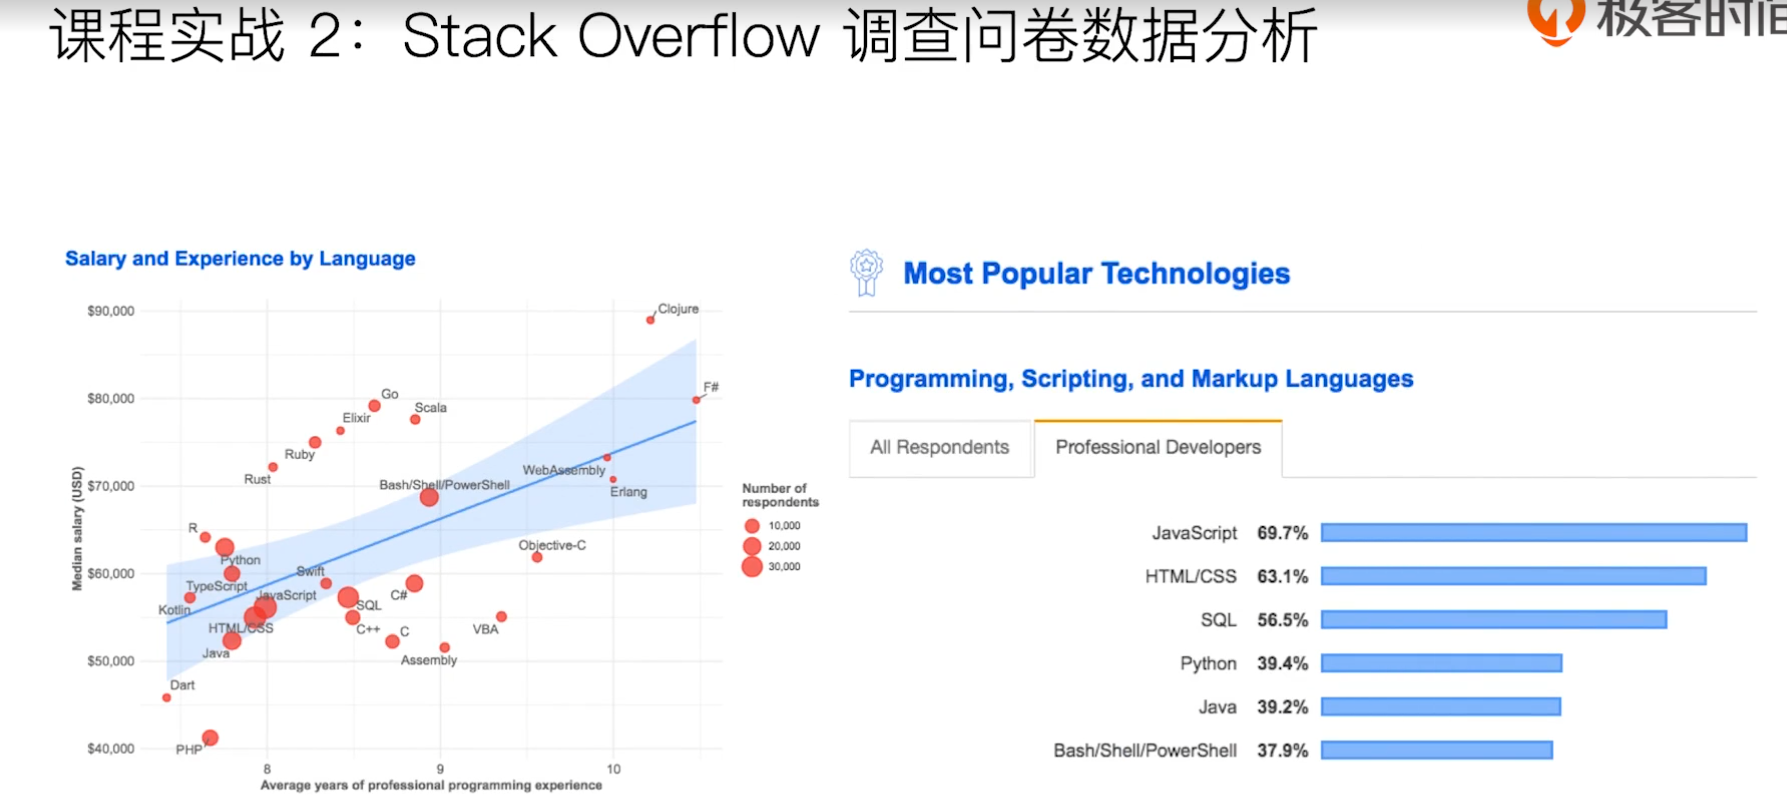 课程实战 2：Stack Overflow 调查问卷数据分析
极客时间
Salary and Experience by Language
$90,000
$80,000
$70,000
$60,000
$50,000
$40,000
Median salary (USD)
Clojure
F#
Go
Scala
Elixir
Ruby
Rust
Bash/Shell/PowerShell
WebAssembly
Erlang
R
Python
Objective-C
Swift
TypeScript
JavaScript
Kotlin
SQL
C#
HTML/CSS
C++
C
VBA
Java
Assembly
Dart
PHP
8
9
10
Average years of professional programming experience
Number of
respondents
10,000
20,000
30,000
Most Popular Technologies
Programming, Scripting, and Markup Languages
All Respondents
Professional Developers
JavaScript 69.7%
HTML/CSS 63.1%
SQL 56.5%
Python 39.4%
Java 39.2%
Bash/Shell/PowerShell 37.9%